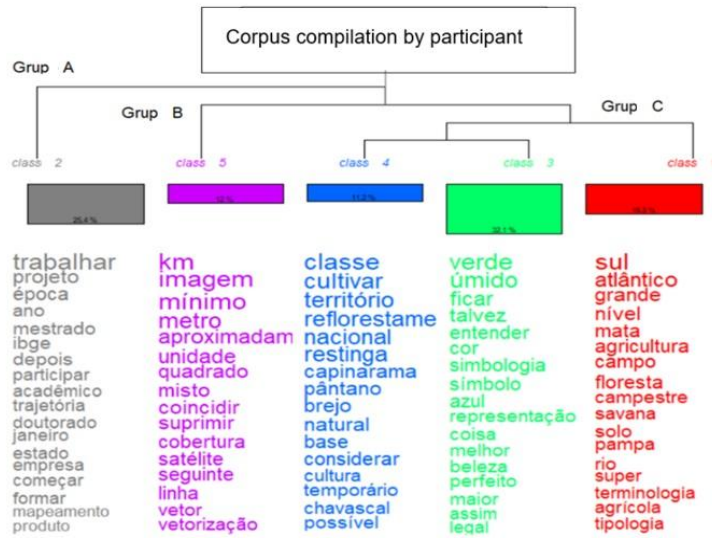 Corpus compilation by participant
Grup A
Grup B
Grup C
class 2
class 5
class 4
class 3
class
25,4 %
12 %
11,2 %
32,1 %
trabalhar
projeto
época
ano
mestrado
ibge
depois
participar
acadêmico
trajetória
doutorado
janeiro
estado
empresa
começar
formar
mapeamento
produto
km
imagem
mínimo
metro
aproximadam
unidade
quadrado
misto
coincidir
suprimir
cobertura
satélite
seguinte
linha
vetor
vetorização
classe
cultivar
território
reflorestame
nacional
restinga
capinarama
pântano
brejo
natural
base
considerar
cultura
temporário
chavascal
possível
verde
úmido
ficar
talvez
entender
cor
simbologia
símbolo
azul
representação
coisa
melhor
beleza
perfeito
maior
assim
legal
sul
atlântico
grande
nível
mata
agricultura
campo
floresta
campestre
savana
solo
pampa
rio
super
terminologia
agrícola
tipologia